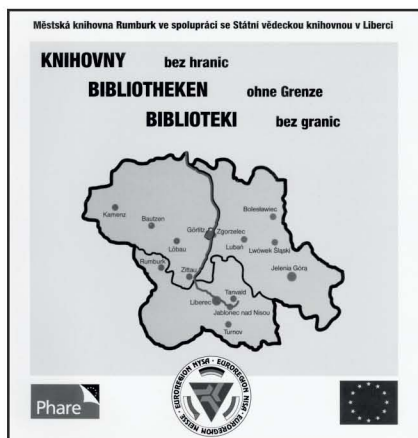 Městská knihovna Rumburk ve spolupráci se Státní vědeckou knihovnou v Liberci
KNIHOVNY bez hranic
BIBLIOTHEKEN ohne Grenze
BIBLIOTEKI bez granic
Bolesławiec
Kamenz
Bautzen
Görlitz Zgorzelec
Löbau
Lubań
Lwówek Śląski
Rumburk
Zittau
Jelenia Góra
Tanvald
Liberec
Jablonec nad Nisou
Turnov
EUROREGION NYSA · EUROREGION NISA · EUROREGION NEISSE ·
Phare